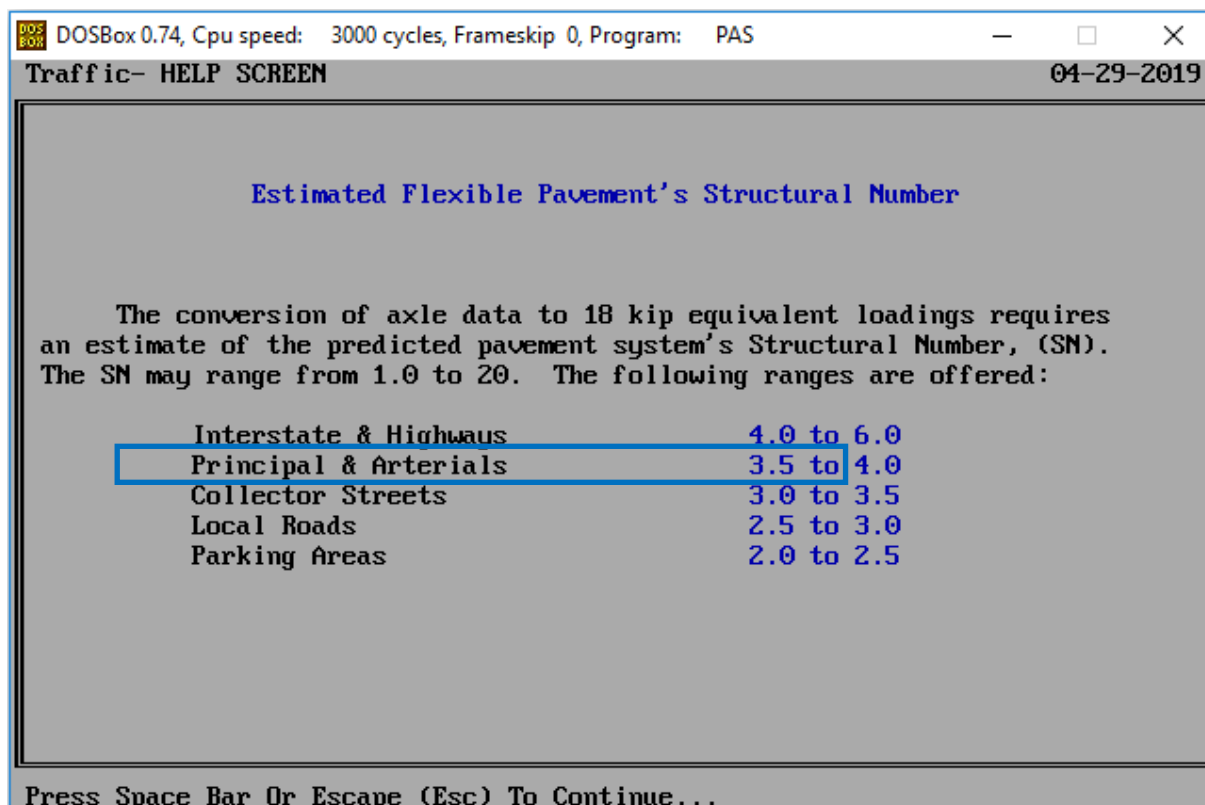 DOSBox 0.74, Cpu speed: 3000 cycles, Frameskip 0, Program: PAS
Traffic- HELP SCREEN 04-29-2019
Estimated Flexible Pavement's Structural Number
The conversion of axle data to 18 kip equivalent loadings requires
an estimate of the predicted pavement system's Structural Number, (SN).
The SN may range from 1.0 to 20. The following ranges are offered:
Interstate & Highways 4.0 to 6.0
Principal & Arterials 3.5 to 4.0
Collector Streets 3.0 to 3.5
Local Roads 2.5 to 3.0
Parking Areas 2.0 to 2.5
Press Space Bar Or Escape (Esc) To Continue...